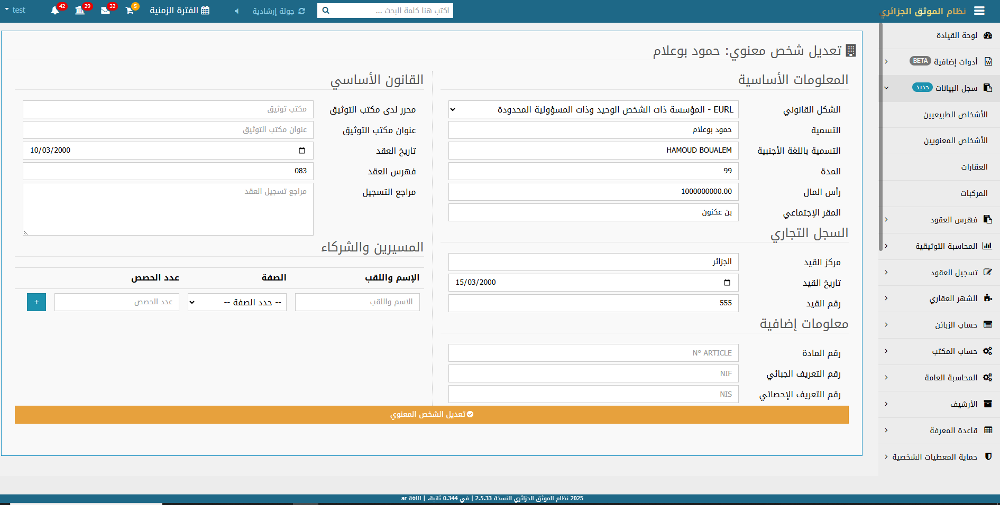 نظام الموثق الجزائري
اكتب هنا كلمة البحث ...
جولة إرشادية
الفترة الزمنية
5
32
29
42
test
لوحة القيادة
أدوات إضافية BETA
سجل البيانات جديد
الأشخاص الطبيعيين
الأشخاص المعنويين
العقارات
المركبات
فهرس العقود
المحاسبة التوثيقية
تسجيل العقود
الشهر العقاري
حساب الزبائن
حساب المكتب
المحاسبة العامة
الأرشيف
قاعدة المعرفة
حماية المعطيات الشخصية
تعديل شخص معنوي: حمود بوعلام
المعلومات الأساسية
الشكل القانوني
EURL - المؤسسة ذات الشخص الوحيد وذات المسؤولية المحدودة
التسمية
حمود بوعلام
التسمية باللغة الأجنبية
HAMOUD BOUALEM
المدة
99
رأس المال
1000000000.00
المقر الإجتماعي
بن عكنون
السجل التجاري
مركز القيد
الجزائر
تاريخ القيد
15/03/2000
رقم القيد
555
معلومات إضافية
رقم المادة
N° ARTICLE
رقم التعريف الجبائي
NIF
رقم التعريف الإحصائي
NIS
القانون الأساسي
محرر لدى مكتب التوثيق
مكتب توثيق
عنوان مكتب التوثيق
عنوان مكتب التوثيق
تاريخ العقد
10/03/2000
فهرس العقد
083
مراجع التسجيل
مراجع تسجيل العقد
المسيرين والشركاء
الإسم واللقب
الصفة
عدد الحصص
الاسم واللقب
-- حدد الصفة --
عدد الحصص
+
تعديل الشخص المعنوي
2025 نظام الموثق الجزائري النسخة 2.5.33 | في 0.344 ثانية. | اللغة ar